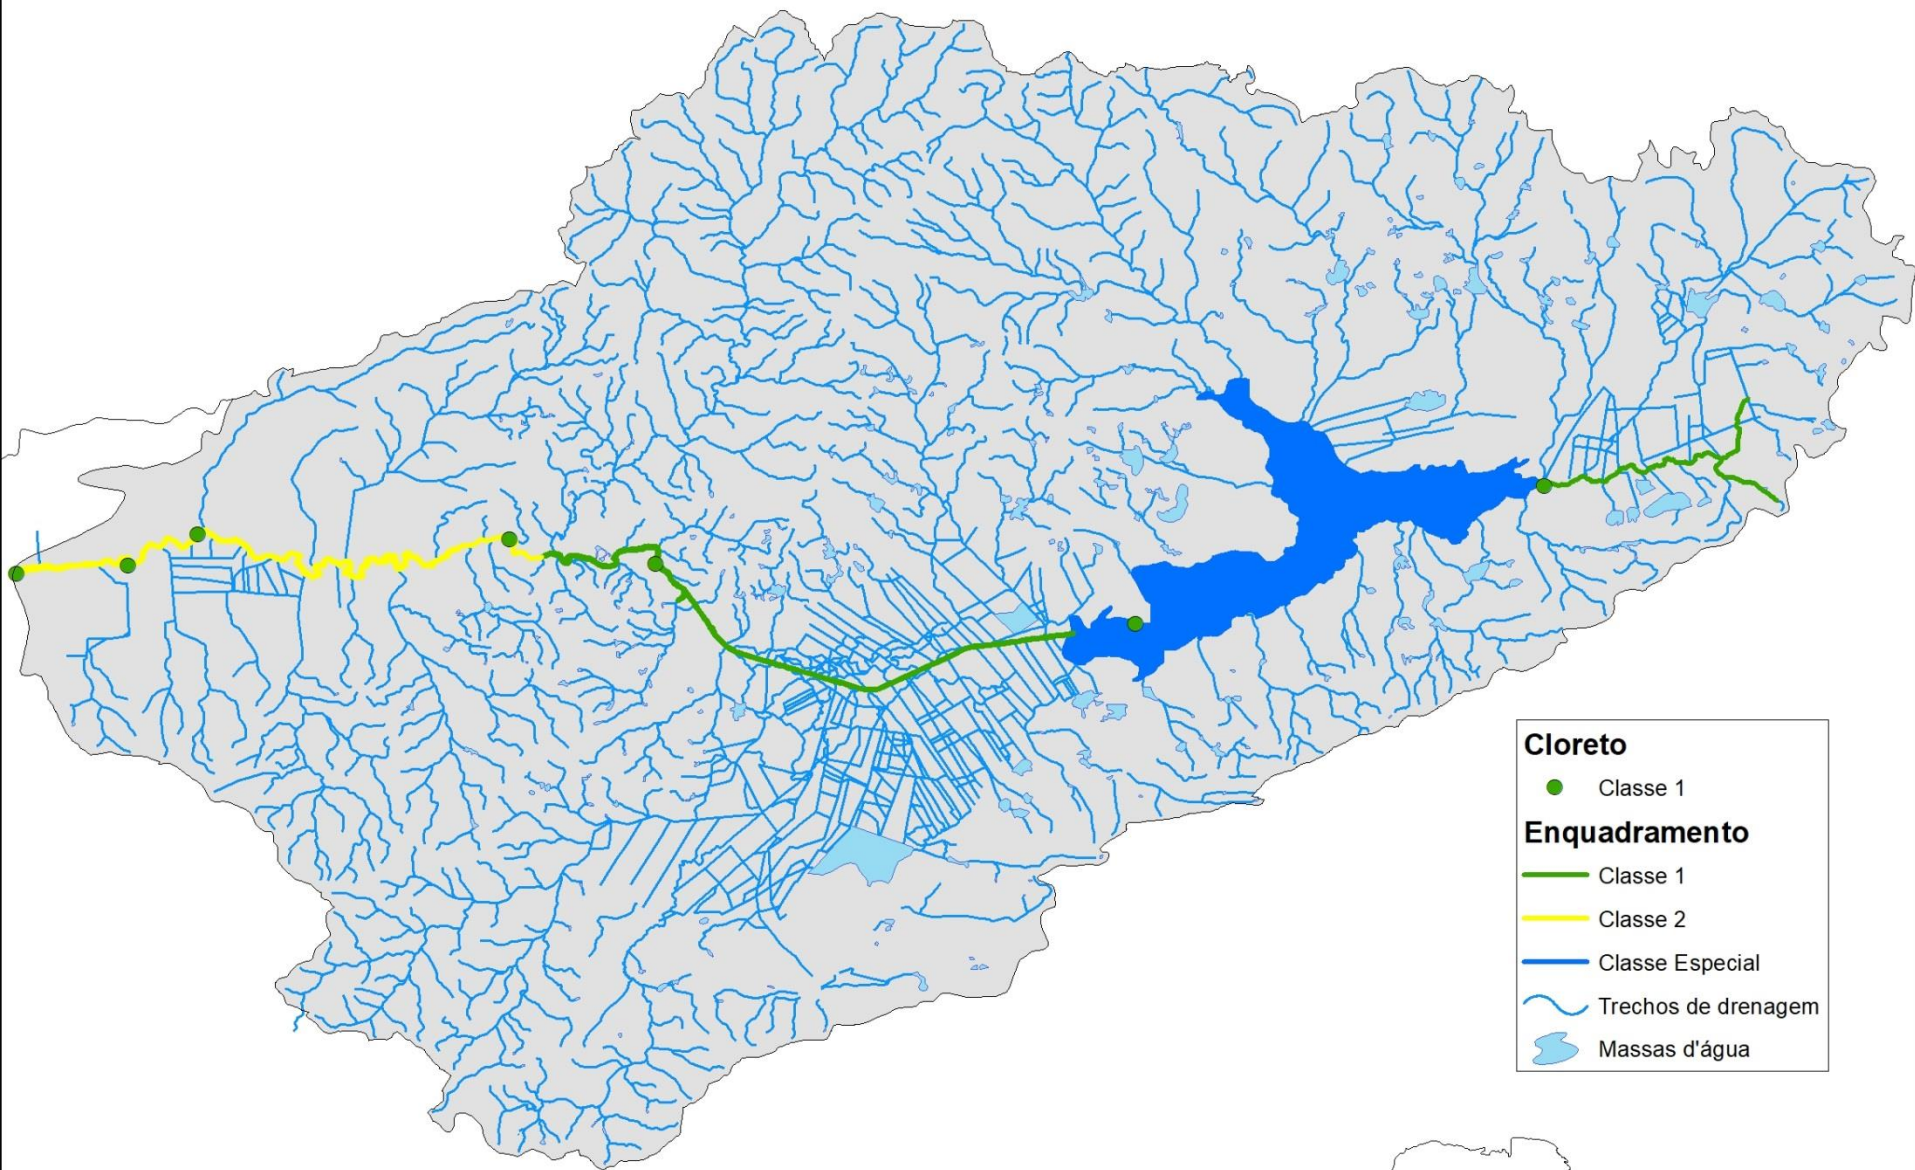 Cloreto
Classe 1
Enquadramento
Classe 1
Classe 2
Classe Especial
Trechos de drenagem
Massas d'água